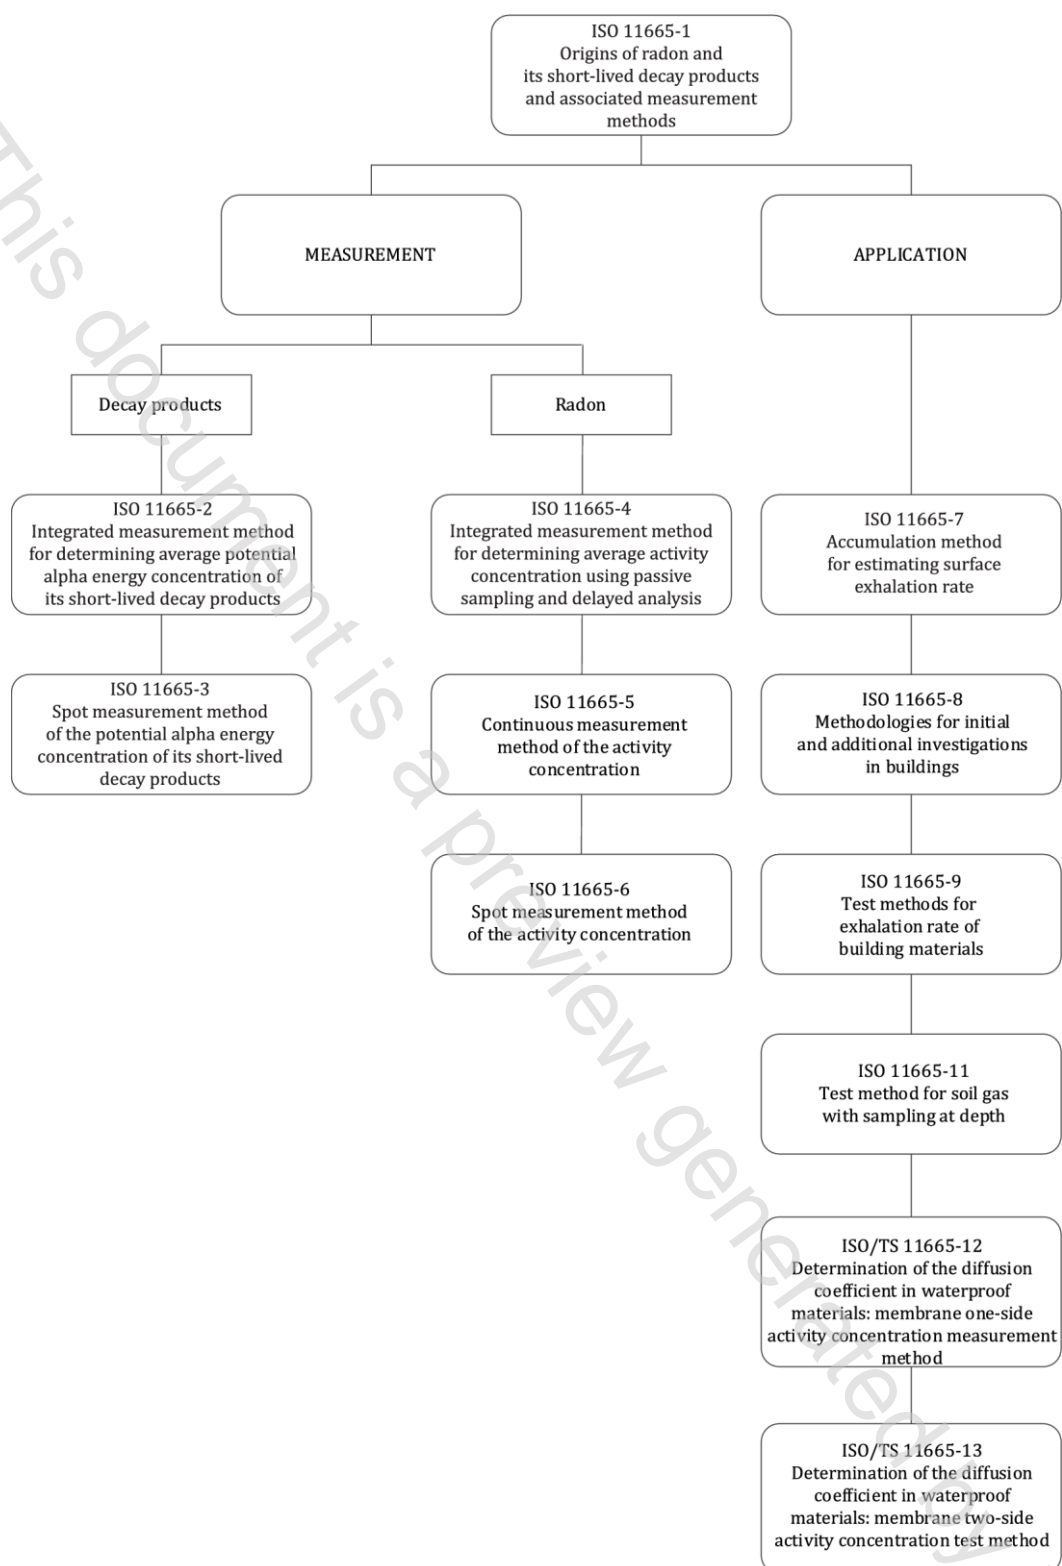 ISO 11665-1
Origins of radon and
its short-lived decay products
and associated measurement
methods
MEASUREMENT
APPLICATION
Decay products
Radon
ISO 11665-2
Integrated measurement method
for determining average potential
alpha energy concentration of
its short-lived decay products
ISO 11665-3
Spot measurement method
of the potential alpha energy
concentration of its short-lived
decay products
ISO 11665-4
Integrated measurement method
for determining average activity
concentration using passive
sampling and delayed analysis
ISO 11665-5
Continuous measurement
method of the activity
concentration
ISO 11665-6
Spot measurement method
of the activity concentration
ISO 11665-7
Accumulation method
for estimating surface
exhalation rate
ISO 11665-8
Methodologies for initial
and additional investigations
in buildings
ISO 11665-9
Test methods for
exhalation rate of
building materials
ISO 11665-11
Test method for soil gas
with sampling at depth
ISO/TS 11665-12
Determination of the diffusion
coefficient in waterproof
materials: membrane one-side
activity concentration measurement
method
ISO/TS 11665-13
Determination of the diffusion
coefficient in waterproof
materials: membrane two-side
activity concentration test method
This document is a preview generated by